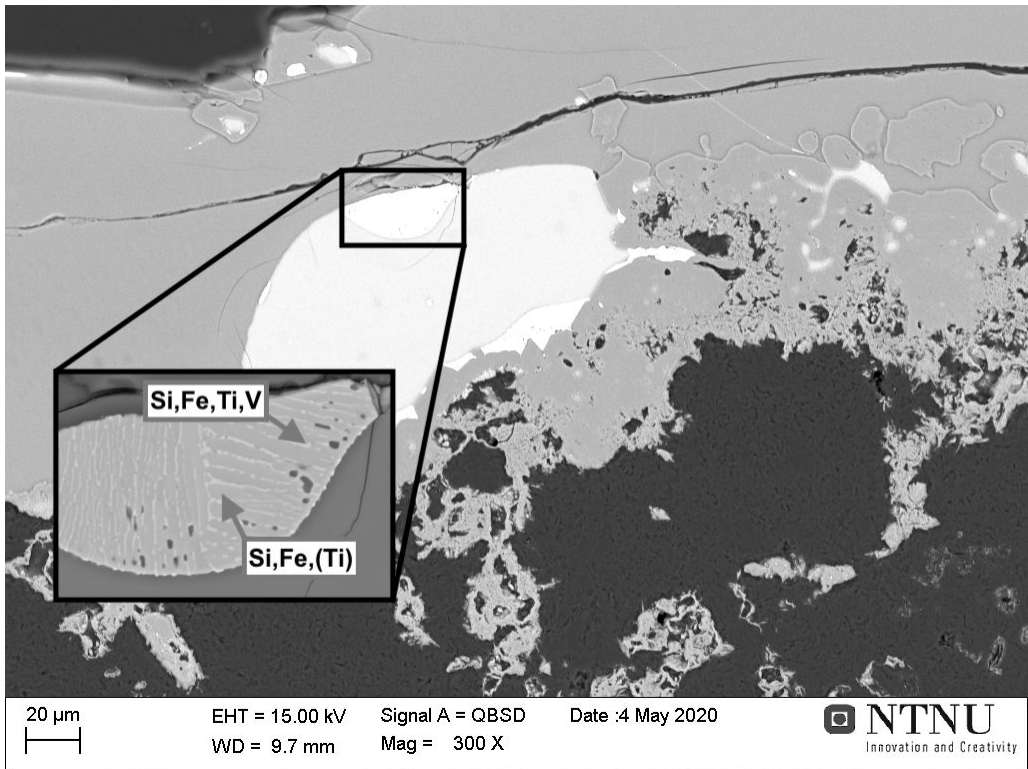 Si,Fe,Ti,V
Si,Fe,(Ti)
20 µm
EHT = 15.00 kV
Signal A = QBSD
Date :4 May 2020
WD = 9.7 mm
Mag = 300 X
NTNU
Innovation and Creativity